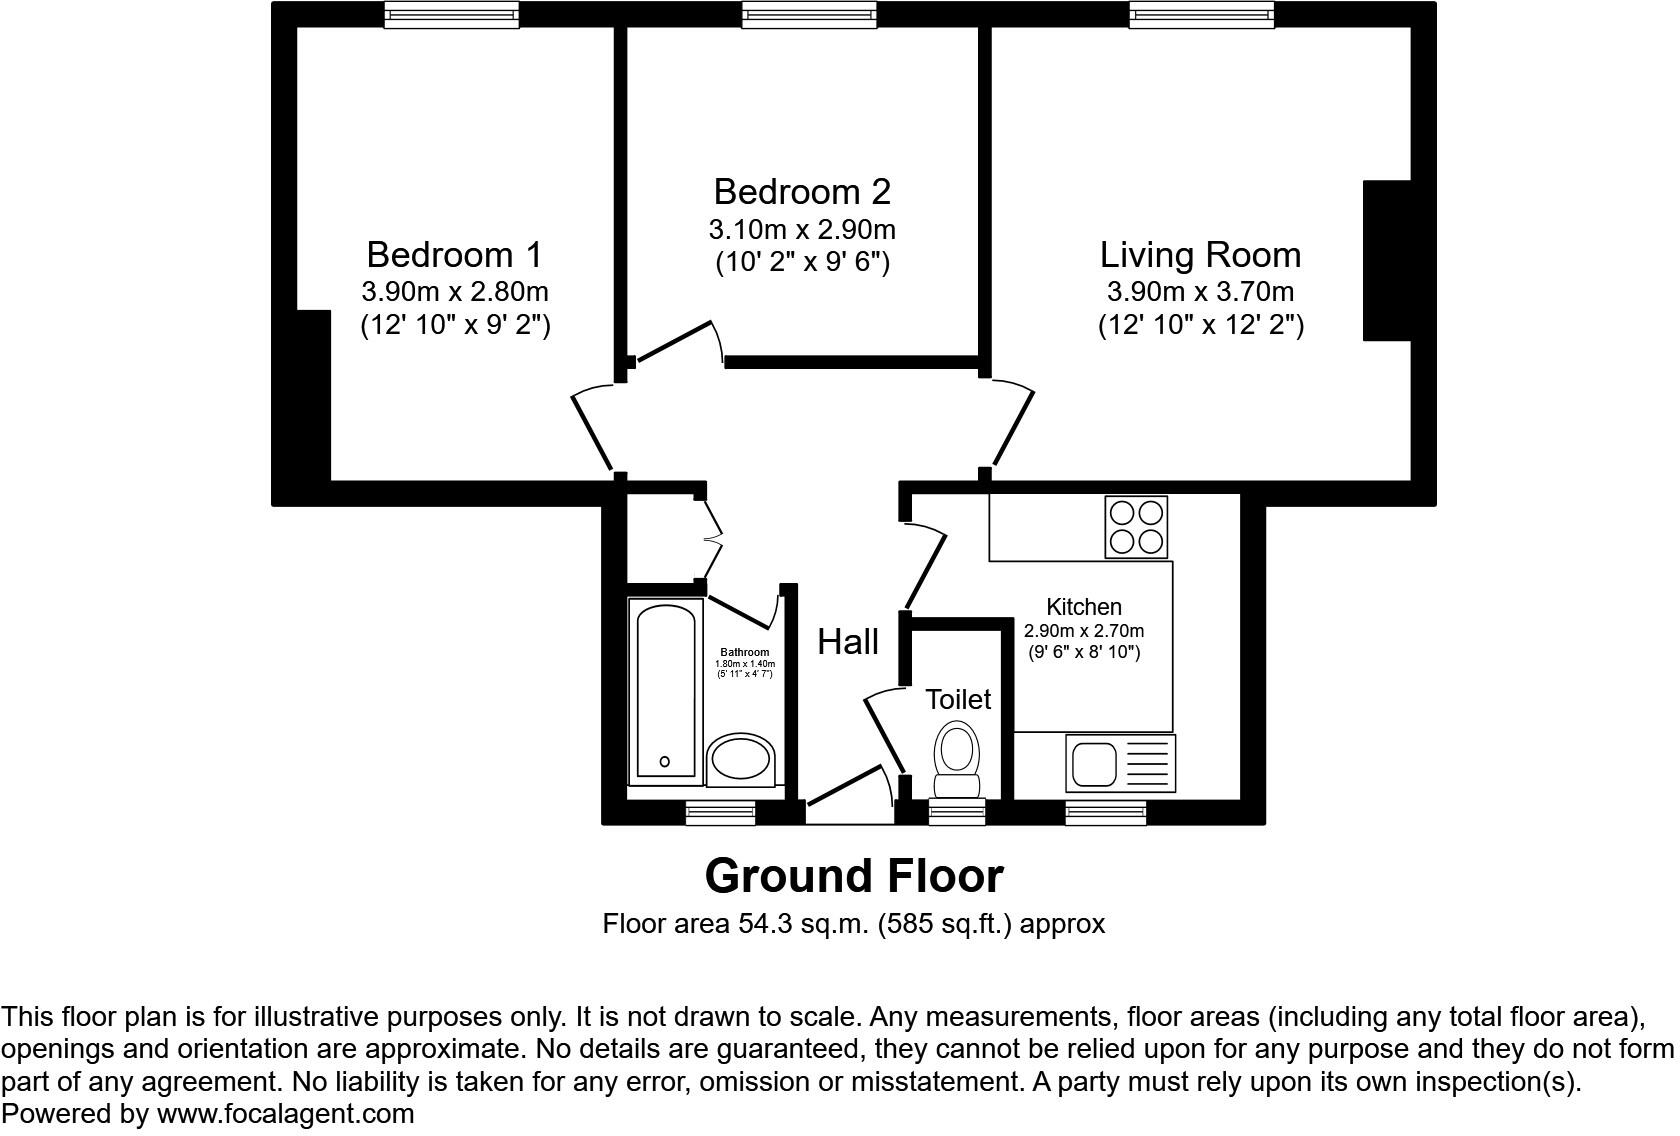 Bedroom 1
3.90m x 2.80m
(12' 10" x 9' 2")
Bedroom 2
3.10m x 2.90m
(10' 2" x 9' 6")
Living Room
3.90m x 3.70m
(12' 10" x 12' 2")
Kitchen
2.90m x 2.70m
(9' 6" x 8' 10")
Hall
Bathroom
1.80m x 1.40m
(5' 11" x 4' 7")
Toilet
Ground Floor
Floor area 54.3 sq.m. (585 sq.ft.) approx
This floor plan is for illustrative purposes only. It is not drawn to scale. Any measurements, floor areas (including any total floor area),
openings and orientation are approximate. No details are guaranteed, they cannot be relied upon for any purpose and they do not form
part of any agreement. No liability is taken for any error, omission or misstatement. A party must rely upon its own inspection(s).
Powered by www.focalagent.com